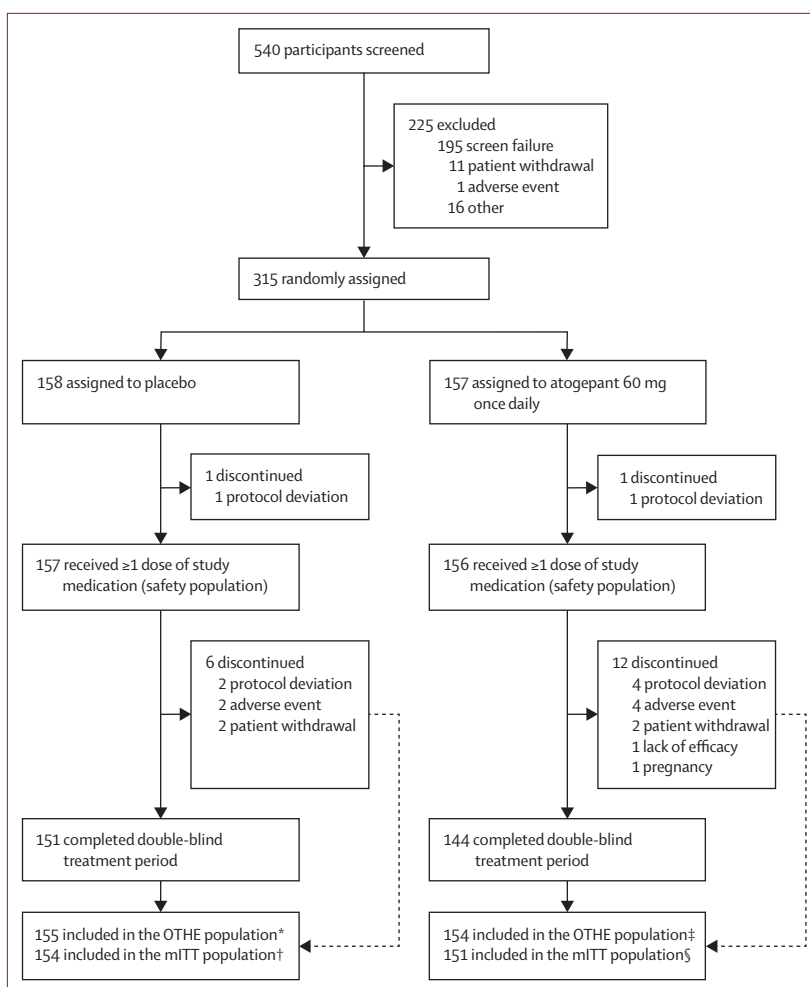 540 participants screened
225 excluded
195 screen failure
11 patient withdrawal
1 adverse event
16 other
315 randomly assigned
158 assigned to placebo
157 assigned to atogepant 60 mg
once daily
1 discontinued
1 protocol deviation
1 discontinued
1 protocol deviation
157 received ≥1 dose of study
medication (safety population)
156 received ≥1 dose of study
medication (safety population)
6 discontinued
2 protocol deviation
2 adverse event
2 patient withdrawal
12 discontinued
4 protocol deviation
4 adverse event
2 patient withdrawal
1 lack of efficacy
1 pregnancy
151 completed double-blind
treatment period
144 completed double-blind
treatment period
155 included in the OTHE population*
154 included in the mITT population†
154 included in the OTHE population‡
151 included in the mITT population§